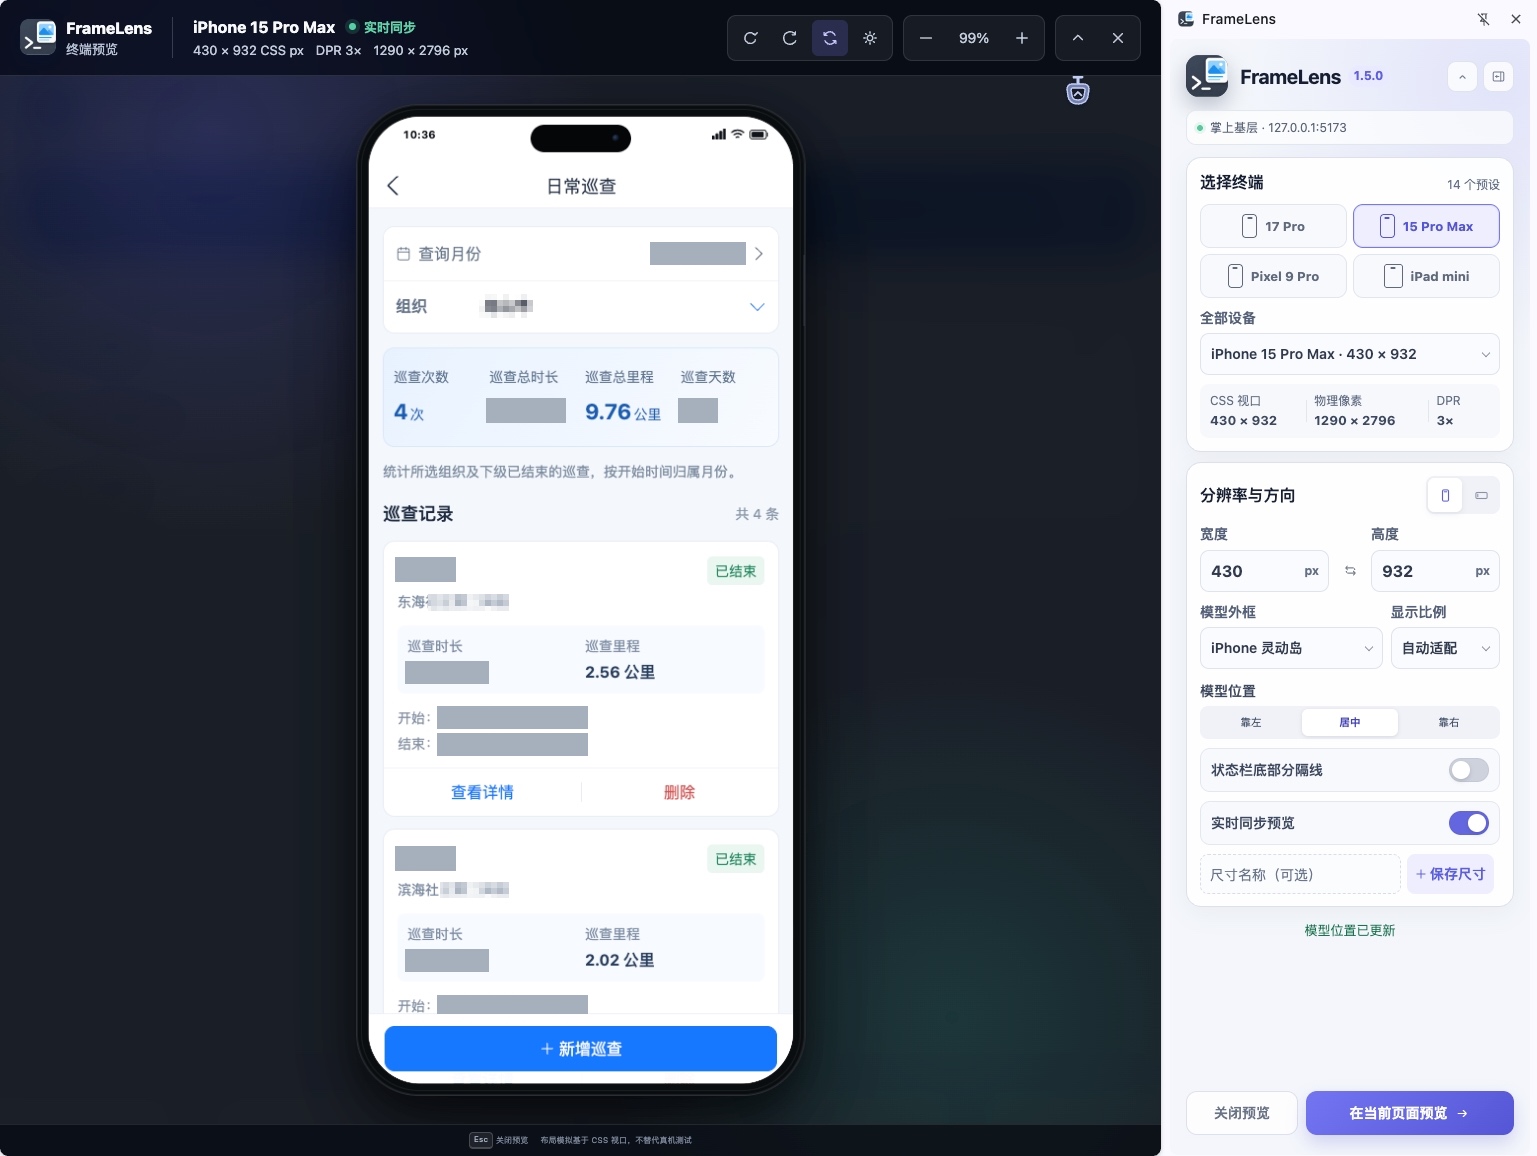 FrameLens
终端预览
iPhone 15 Pro Max 实时同步
430 × 932 CSS px DPR 3× 1290 × 2796 px
99%
10:36
日常巡查
查询月份
组织
巡查次数 巡查总时长 巡查总里程 巡查天数
4次 9.76公里
统计所选组织及下级已结束的巡查，按开始时间归属月份。
巡查记录 共 4 条
已结束
东海
巡查时长 巡查里程
2.56 公里
开始：
结束：
查看详情 删除
已结束
滨海社
巡查时长 巡查里程
2.02 公里
开始：
+ 新增巡查
Esc 关闭预览 布局模拟基于 CSS 视口，不替代真机测试
FrameLens
FrameLens 1.5.0
掌上基层 · 127.0.0.1:5173
选择终端 14 个预设
17 Pro 15 Pro Max
Pixel 9 Pro iPad mini
全部设备
iPhone 15 Pro Max · 430 × 932
CSS 视口 物理像素 DPR
430 × 932 1290 × 2796 3×
分辨率与方向
宽度 高度
430 px 932 px
模型外框 显示比例
iPhone 灵动岛 自动适配
模型位置
靠左 居中 靠右
状态栏底部分隔线
实时同步预览
尺寸名称（可选） + 保存尺寸
模型位置已更新
关闭预览 在当前页面预览 →